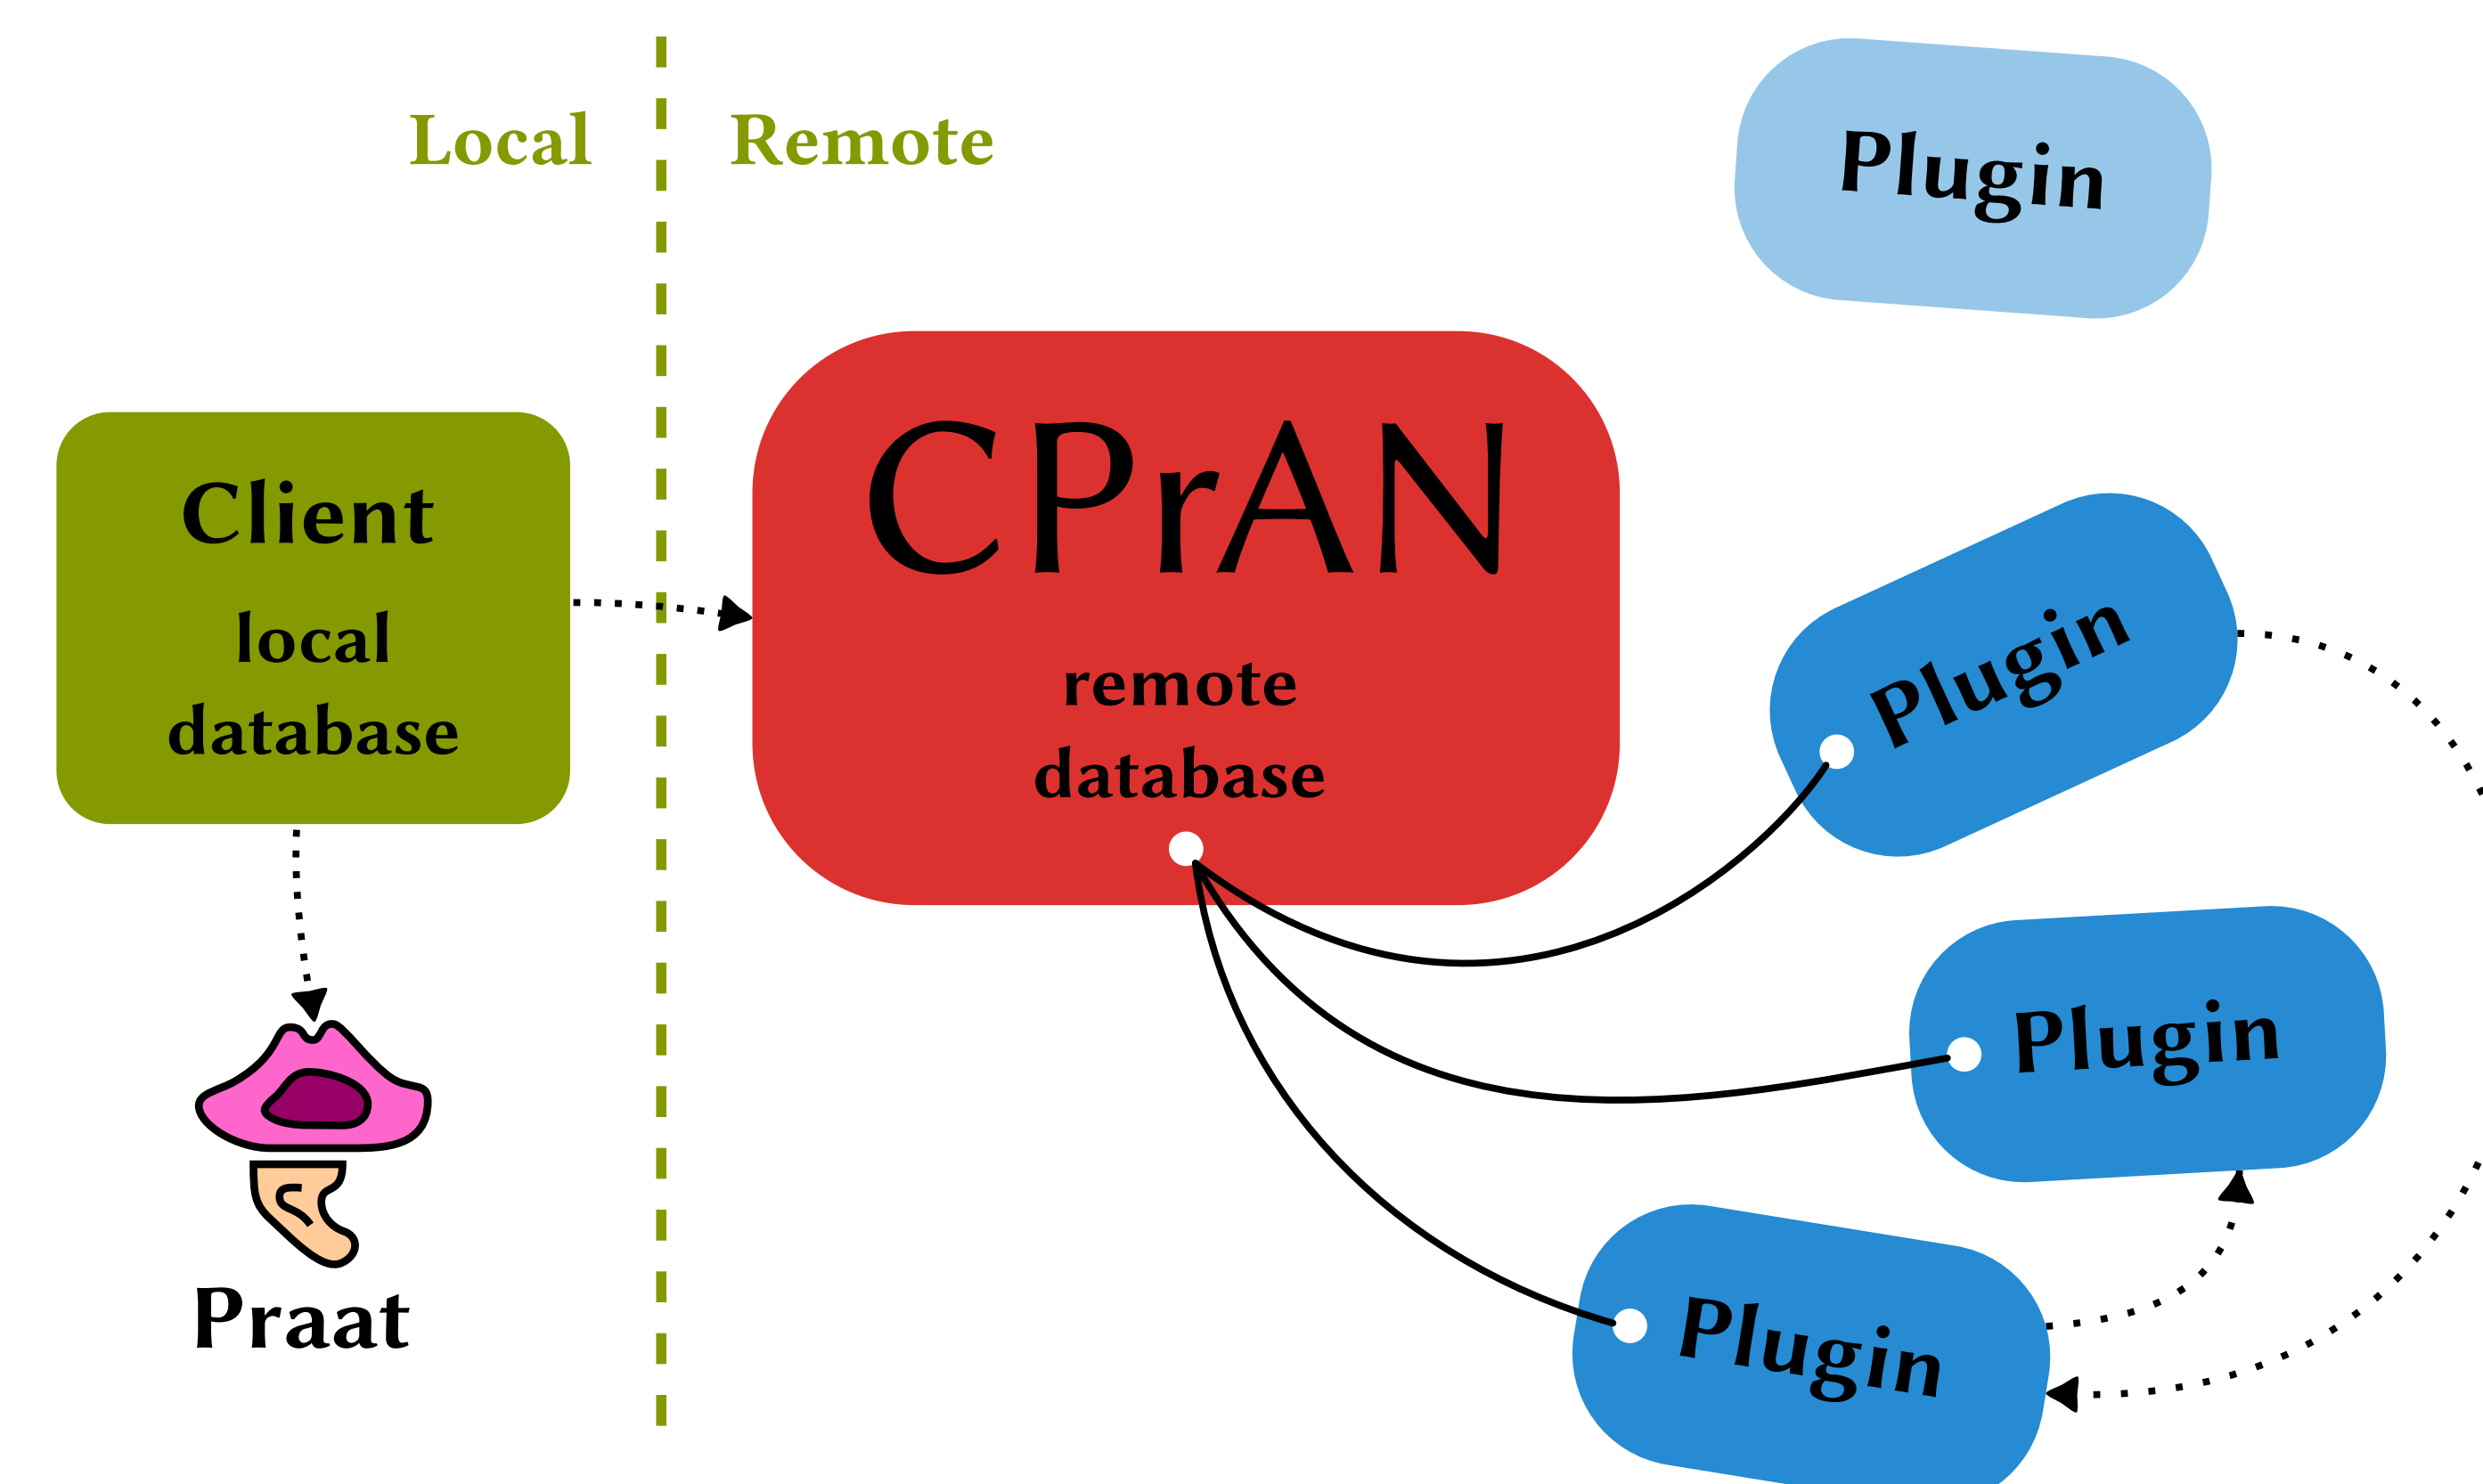 Local
Remote
Client
local
database
CPrAN
remote
database
Praat
Plugin
Plugin
Plugin
Plugin